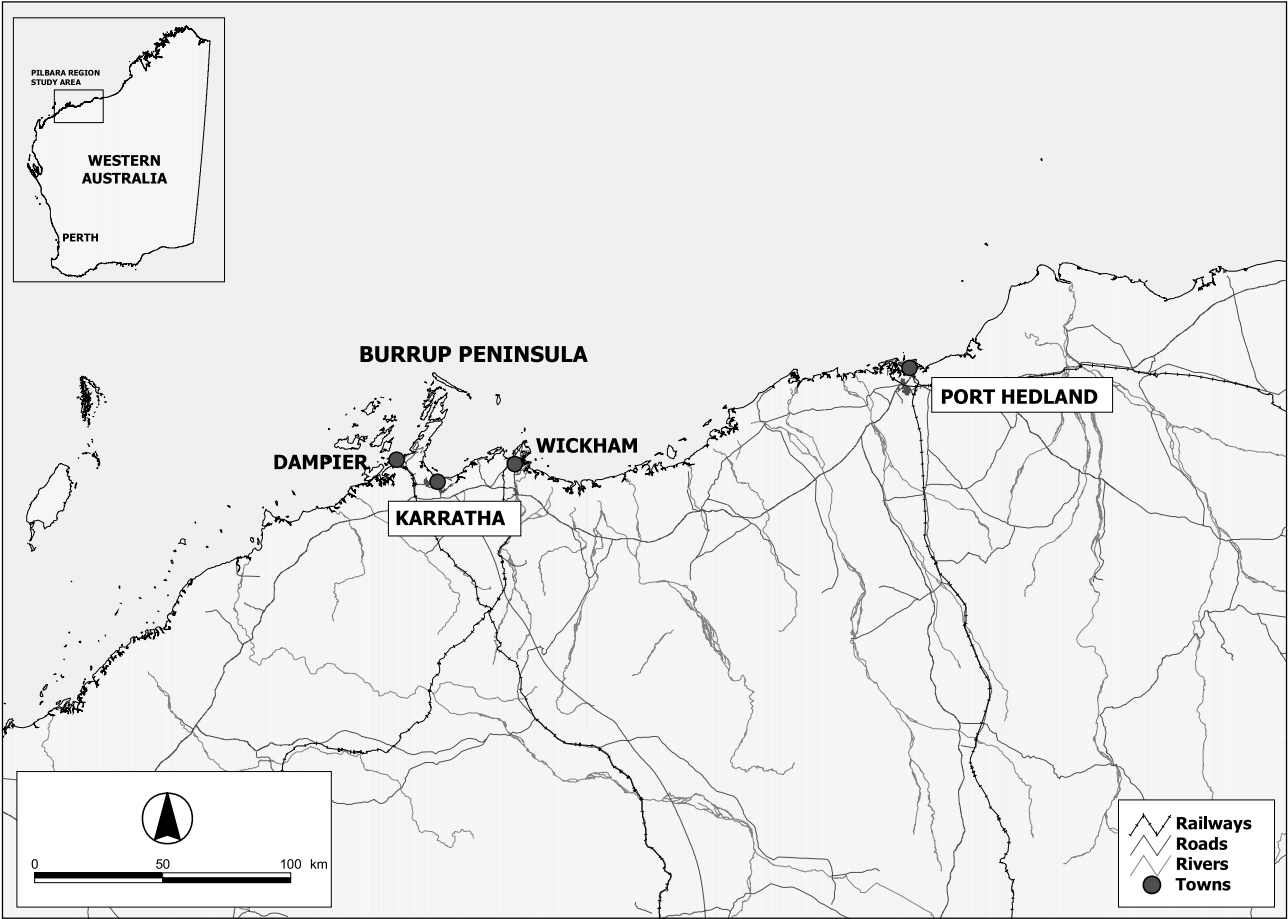 PILBARA REGION
STUDY AREA
WESTERN
AUSTRALIA
PERTH
BURRUP PENINSULA
PORT HEDLAND
WICKHAM
DAMPIER
KARRATHA
0 50 100 km
Railways
Roads
Rivers
Towns